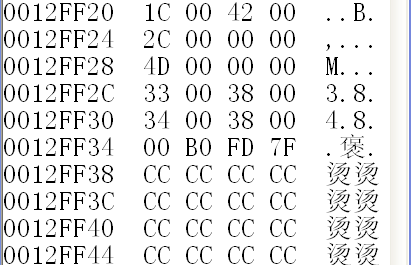 0012FF20 1C 00 42 00 ..B.
0012FF24 2C 00 00 00 ,...
0012FF28 4D 00 00 00 M...
0012FF2C 33 00 38 00 3.8.
0012FF30 34 00 38 00 4.8.
0012FF34 00 B0 FD 7F .褒.
0012FF38 CC CC CC CC 烫烫
0012FF3C CC CC CC CC 烫烫
0012FF40 CC CC CC CC 烫烫
0012FF44 CC CC CC CC 烫烫